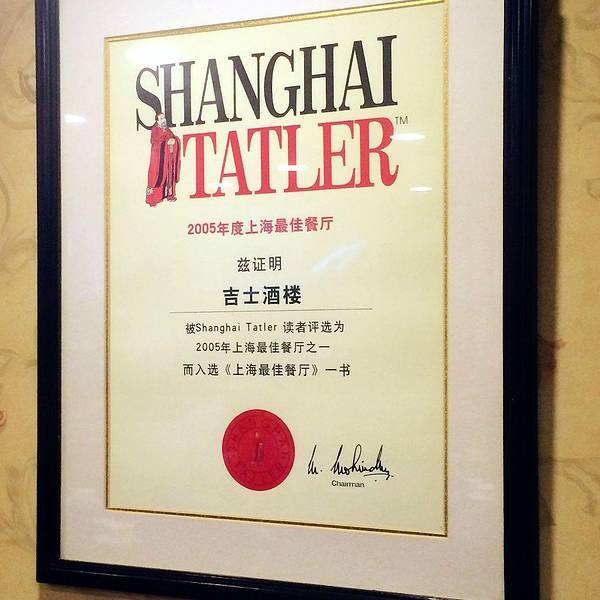 SHANGHAI
TATLER™
2005年度上海最佳餐厅
兹证明
吉士酒楼
被Shanghai Tatler 读者评选为
2005年上海最佳餐厅之一
而入选《上海最佳餐厅》一书
Chairman